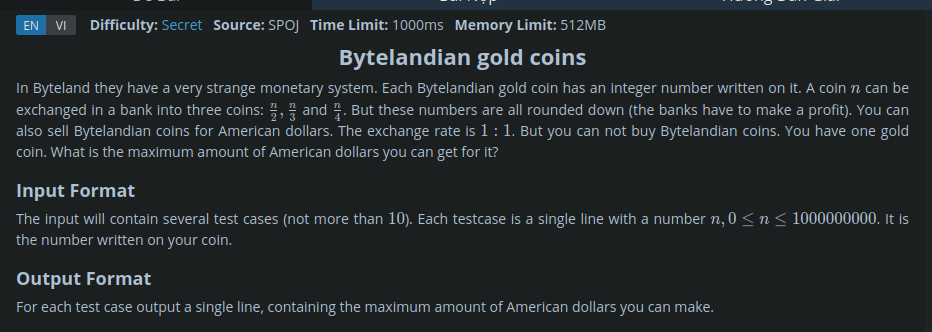 EN VI Difficulty: Secret Source: SPOJ Time Limit: 1000ms Memory Limit: 512MB
Bytelandian gold coins
In Byteland they have a very strange monetary system. Each Bytelandian gold coin has an integer number written on it. A coin n can be
exchanged in a bank into three coins: n/2, n/3 and n/4. But these numbers are all rounded down (the banks have to make a profit). You can
also sell Bytelandian coins for American dollars. The exchange rate is 1 : 1. But you can not buy Bytelandian coins. You have one gold
coin. What is the maximum amount of American dollars you can get for it?
Input Format
The input will contain several test cases (not more than 10). Each testcase is a single line with a number n, 0 ≤ n ≤ 1000000000. It is
the number written on your coin.
Output Format
For each test case output a single line, containing the maximum amount of American dollars you can make.